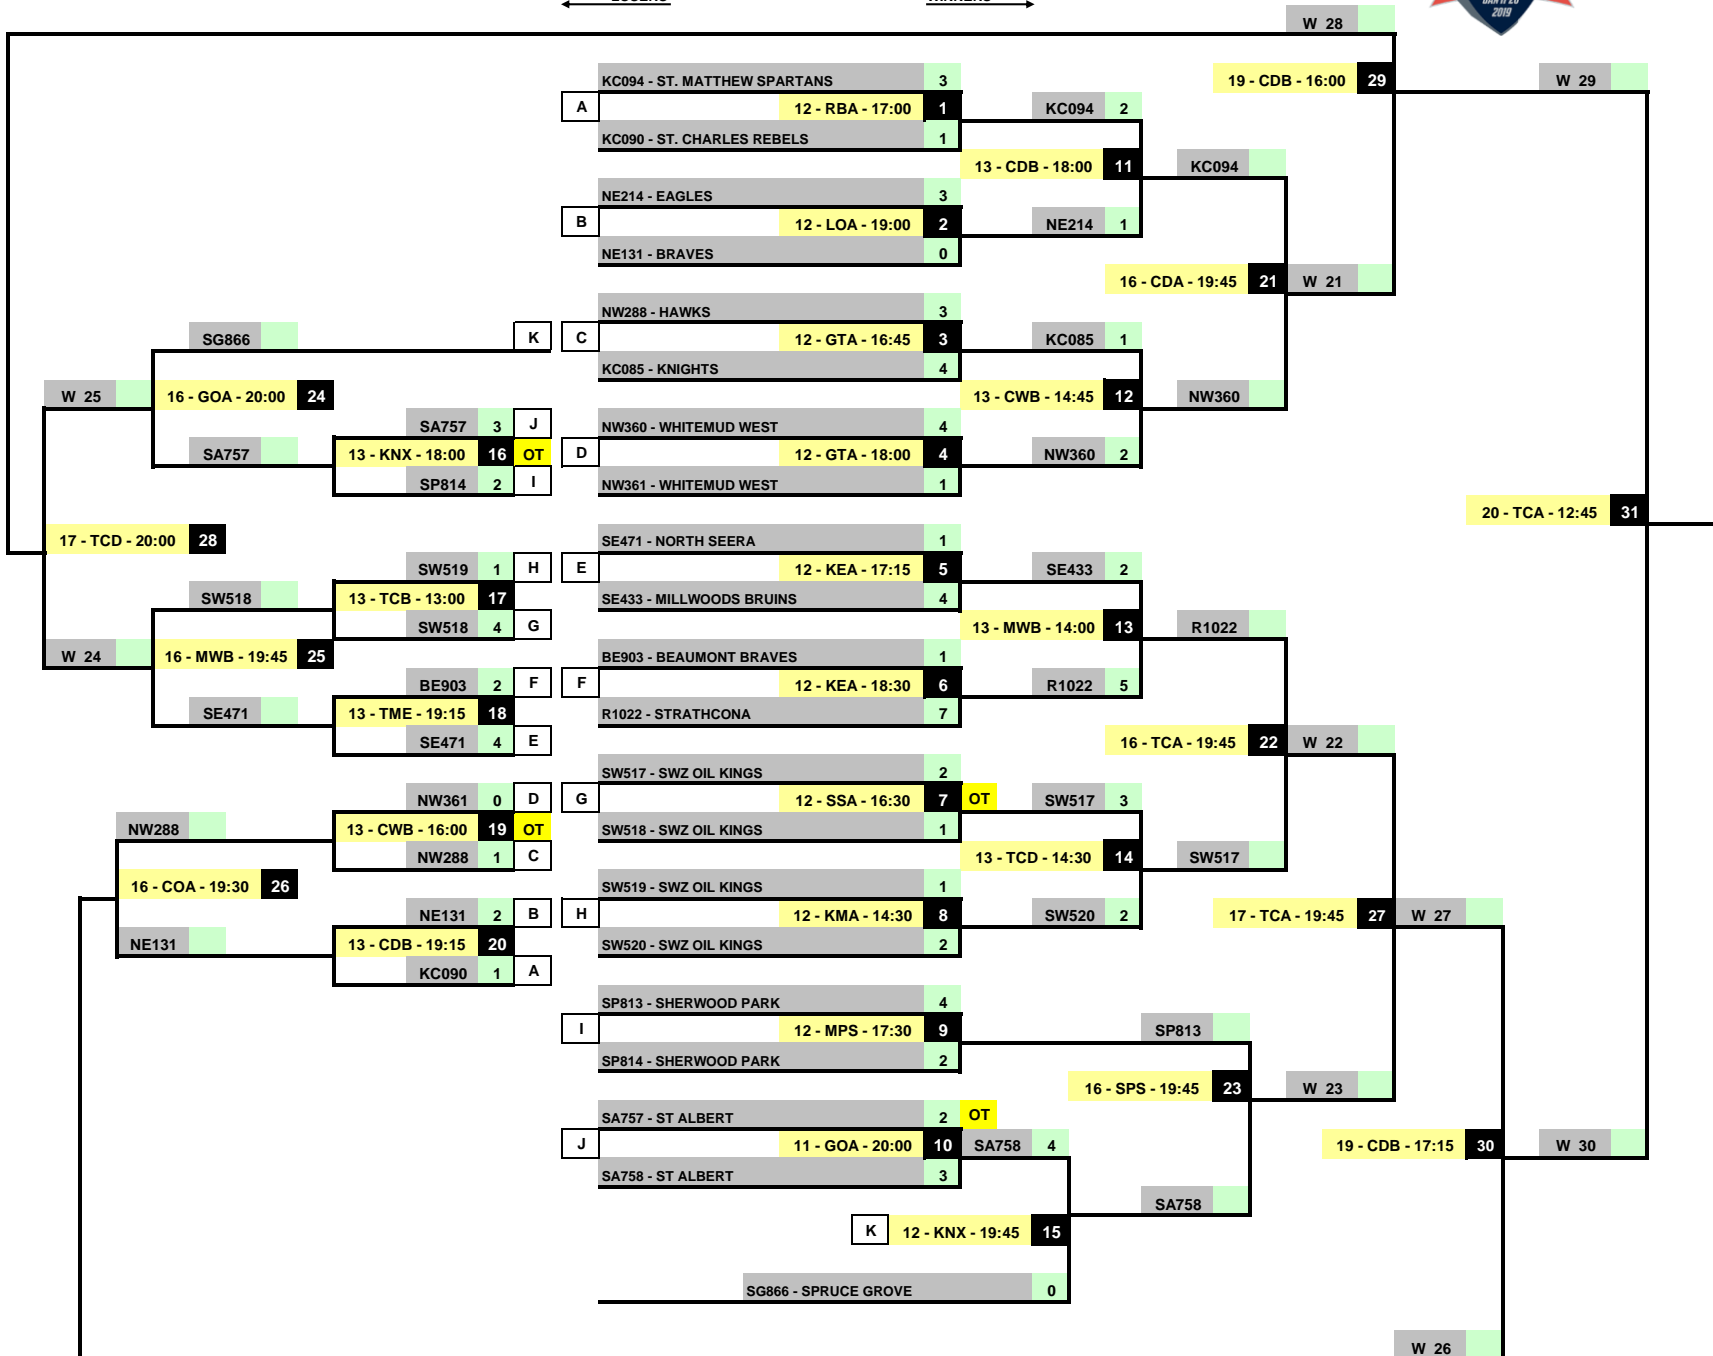 2019
W 28
KC094 - ST. MATTHEW SPARTANS 3
19 - CDB - 16:00 29
W 29
A 12 - RBA - 17:00 1
KC094 2
KC090 - ST. CHARLES REBELS 1
13 - CDB - 18:00 11
KC094
NE214 - EAGLES 3
B 12 - LOA - 19:00 2
NE214 1
NE131 - BRAVES 0
16 - CDA - 19:45 21
W 21
NW288 - HAWKS 3
SG866
K
C 12 - GTA - 16:45 3
KC085 1
KC085 - KNIGHTS 4
W 25
16 - GOA - 20:00 24
13 - CWB - 14:45 12
NW360
SA757 3 J
NW360 - WHITEMUD WEST 4
SA757
13 - KNX - 18:00 16 OT
D 12 - GTA - 18:00 4
NW360 2
SP814 2 I
NW361 - WHITEMUD WEST 1
20 - TCA - 12:45 31
17 - TCD - 20:00 28
SE471 - NORTH SEERA 1
SW519 1 H
E 12 - KEA - 17:15 5
SE433 2
SW518
13 - TCB - 13:00 17
SE433 - MILLWOODS BRUINS 4
SW518 4 G
13 - MWB - 14:00 13
R1022
W 24
16 - MWB - 19:45 25
BE903 - BEAUMONT BRAVES 1
BE903 2 F
F 12 - KEA - 18:30 6
R1022 5
SE471
13 - TME - 19:15 18
R1022 - STRATHCONA 7
SE471 4 E
16 - TCA - 19:45 22
W 22
SW517 - SWZ OIL KINGS 2
NW361 0 D
G 12 - SSA - 16:30 7 OT
SW517 3
NW288
13 - CWB - 16:00 19 OT
SW518 - SWZ OIL KINGS 1
NW288 1 C
13 - TCD - 14:30 14
SW517
16 - COA - 19:30 26
SW519 - SWZ OIL KINGS 1
NE131 2 B
H 12 - KMA - 14:30 8
SW520 2
17 - TCA - 19:45 27
W 27
NE131
13 - CDB - 19:15 20
SW520 - SWZ OIL KINGS 2
KC090 1 A
SP813 - SHERWOOD PARK 4
I 12 - MPS - 17:30 9
SP813
SP814 - SHERWOOD PARK 2
16 - SPS - 19:45 23
W 23
SA757 - ST ALBERT 2 OT
J 11 - GOA - 20:00 10
SA758 4
19 - CDB - 17:15 30
W 30
SA758 - ST ALBERT 3
SA758
K 12 - KNX - 19:45 15
SG866 - SPRUCE GROVE 0
W 26